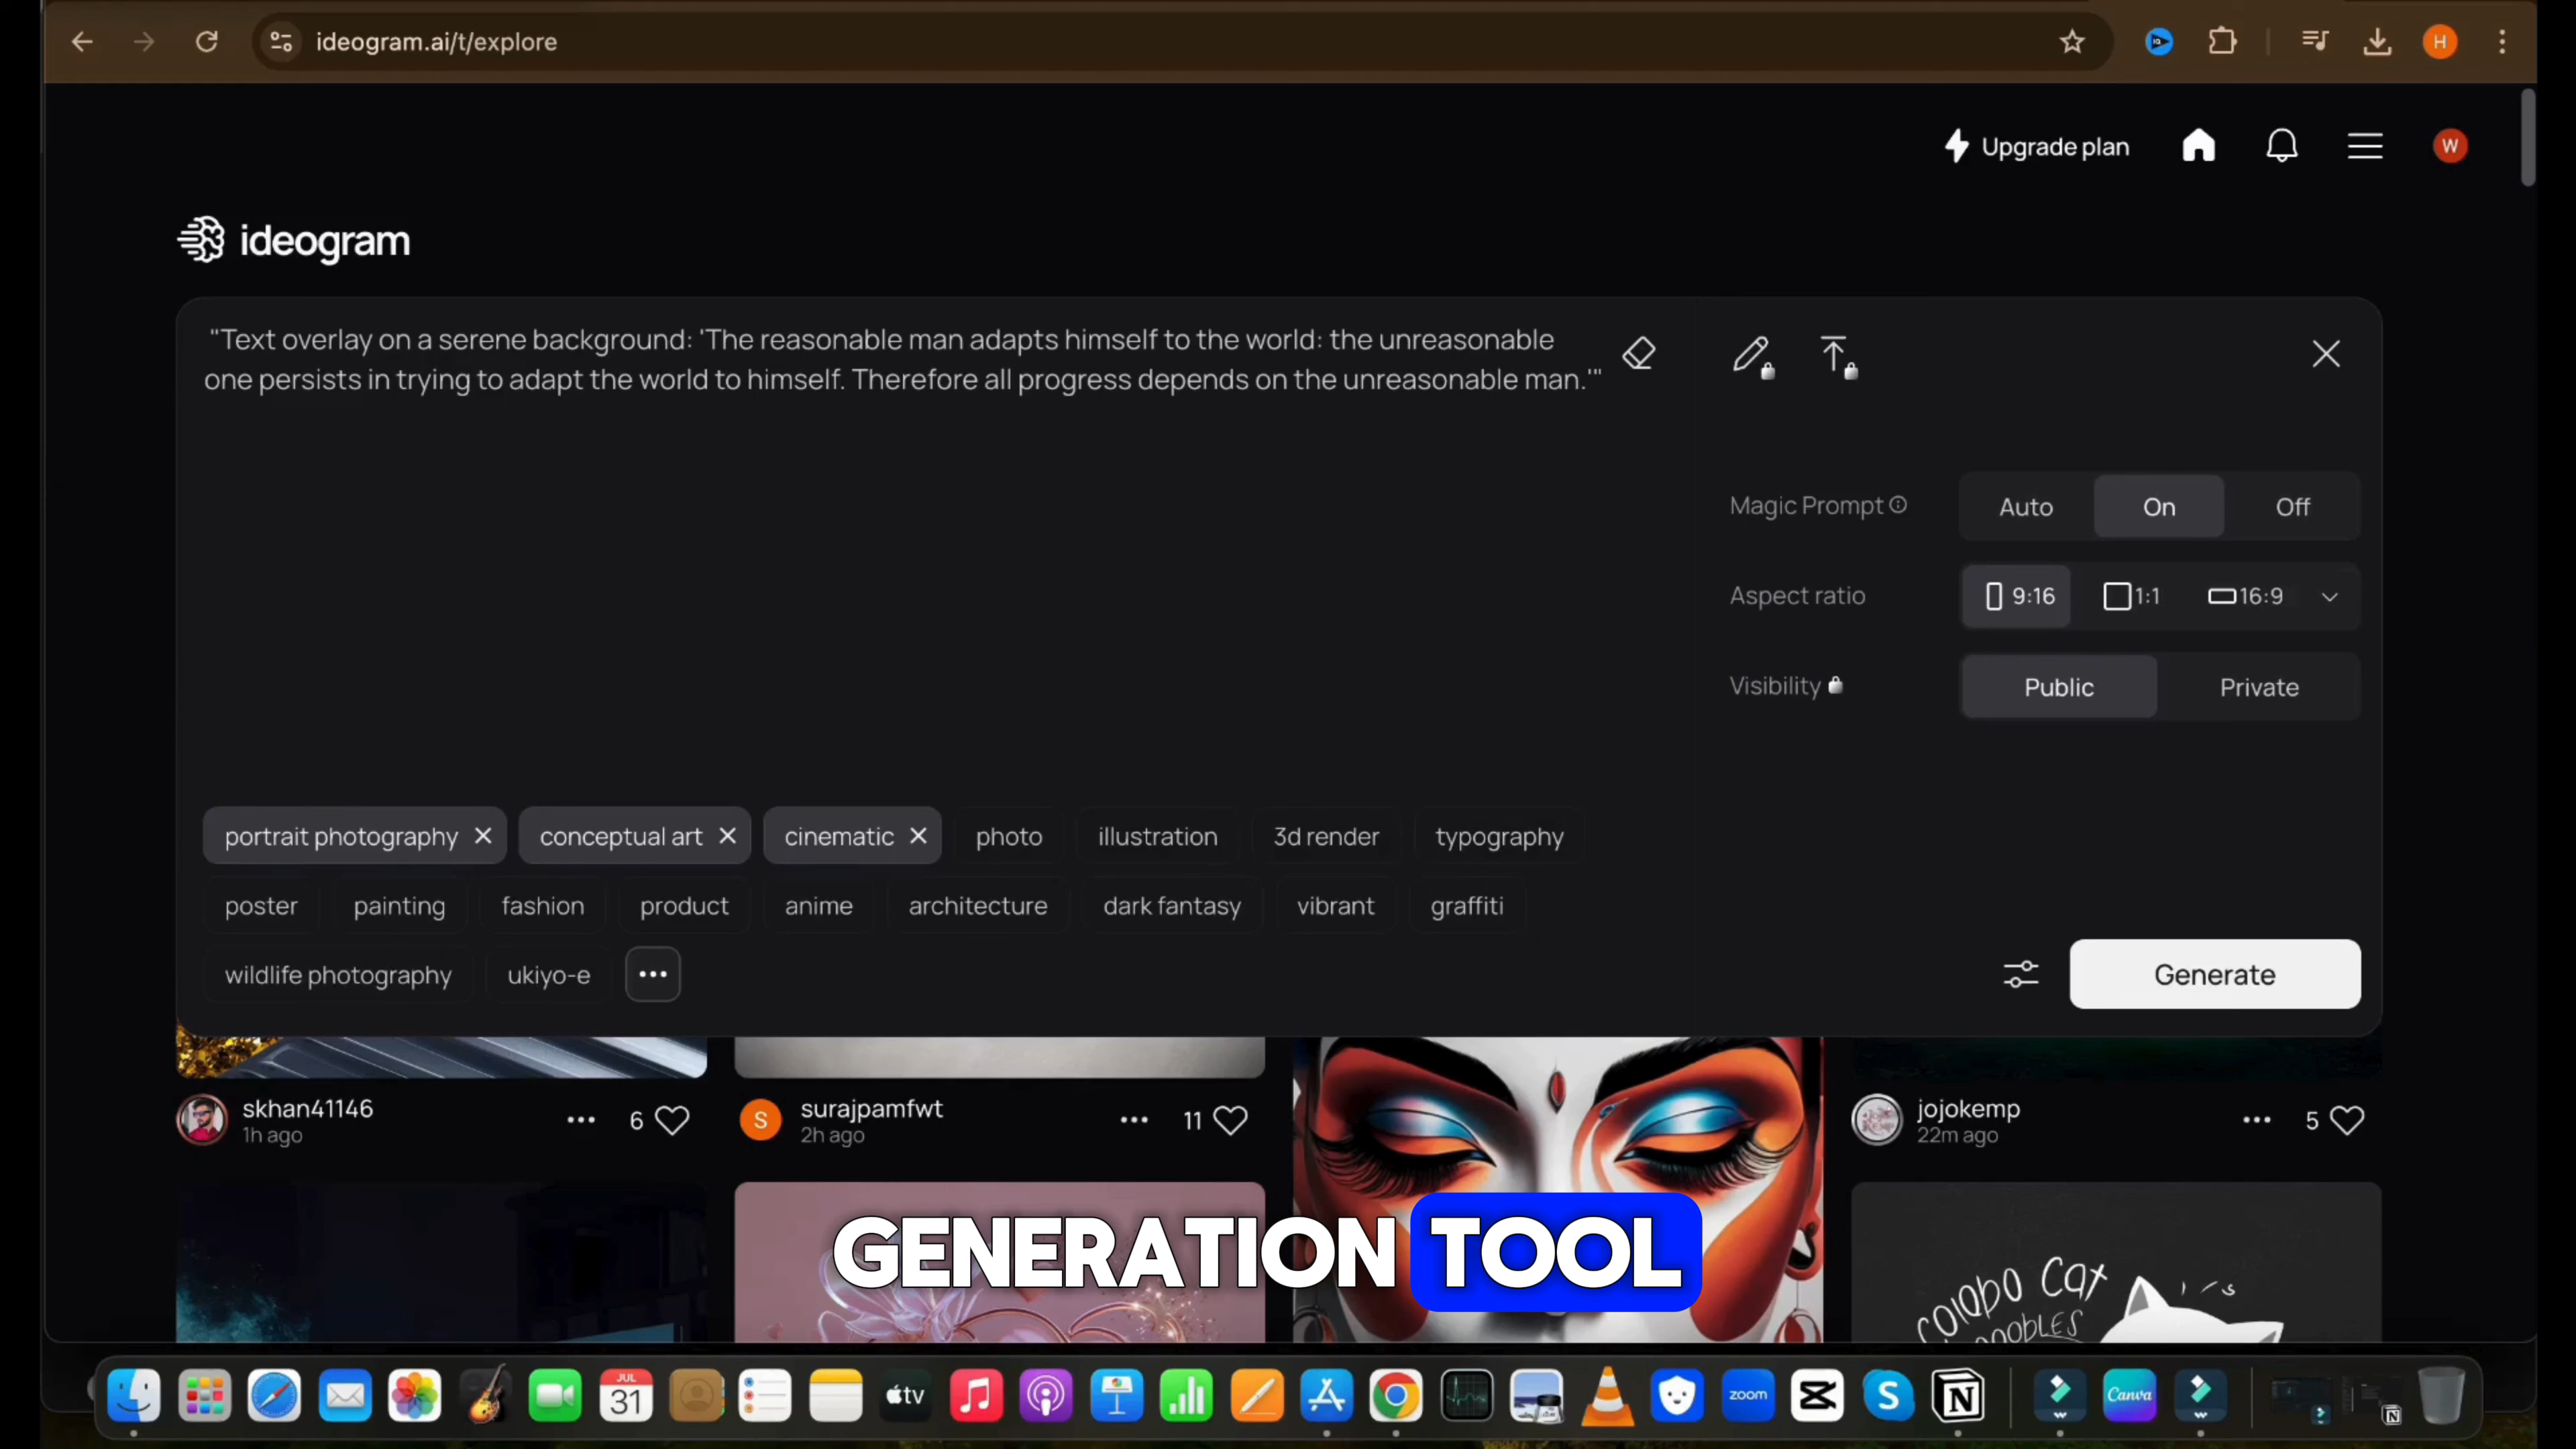 ideogram.ai/t/explore
H
Upgrade plan
W
ideogram
"Text overlay on a serene background: 'The reasonable man adapts himself to the world: the unreasonable
one persists in trying to adapt the world to himself. Therefore all progress depends on the unreasonable man.'"
Magic Prompt Auto On Off
Aspect ratio 9:16 1:1 16:9
Visibility Public Private
portrait photography conceptual art cinematic photo illustration 3d render typography
poster painting fashion product anime architecture dark fantasy vibrant graffiti
wildlife photography ukiyo-e
Generate
skhan41146 6
1h ago
S surajpamfwt 11
2h ago
jojokemp 5
22m ago
GENERATION TOOL
Cat
JUL
31
tv
zoom
S
N
Canva